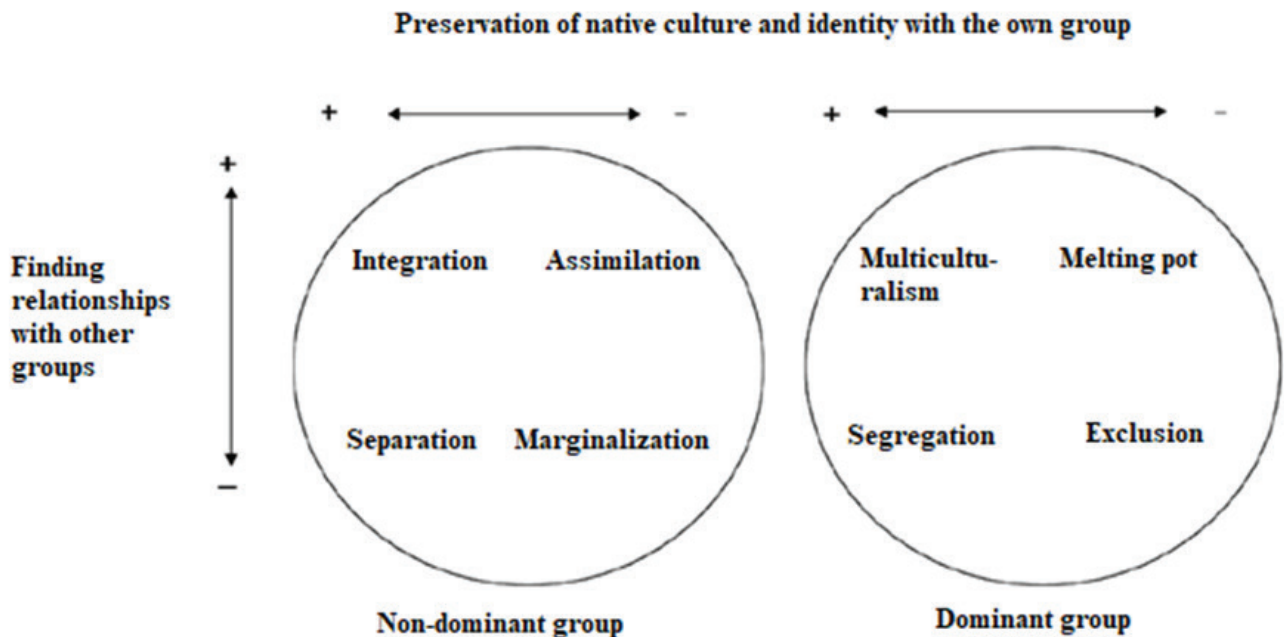 Preservation of native culture and identity with the own group
+ - + -
+
Finding
relationships
with other
groups
–
Integration Assimilation
Separation Marginalization
Non-dominant group
Multicultu-
ralism
Melting pot
Segregation Exclusion
Dominant group